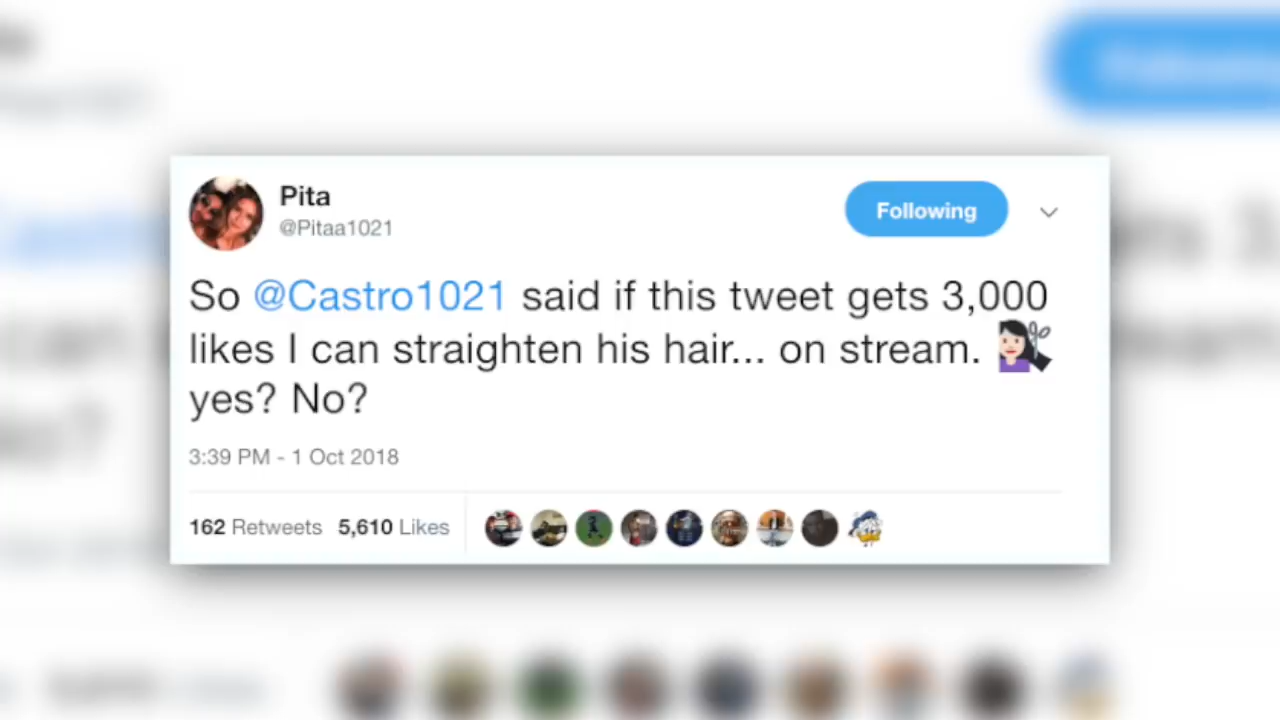 Pita
@Pitaa1021
Following
So @Castro1021 said if this tweet gets 3,000
likes I can straighten his hair... on stream.
yes? No?
3:39 PM - 1 Oct 2018
162 Retweets 5,610 Likes